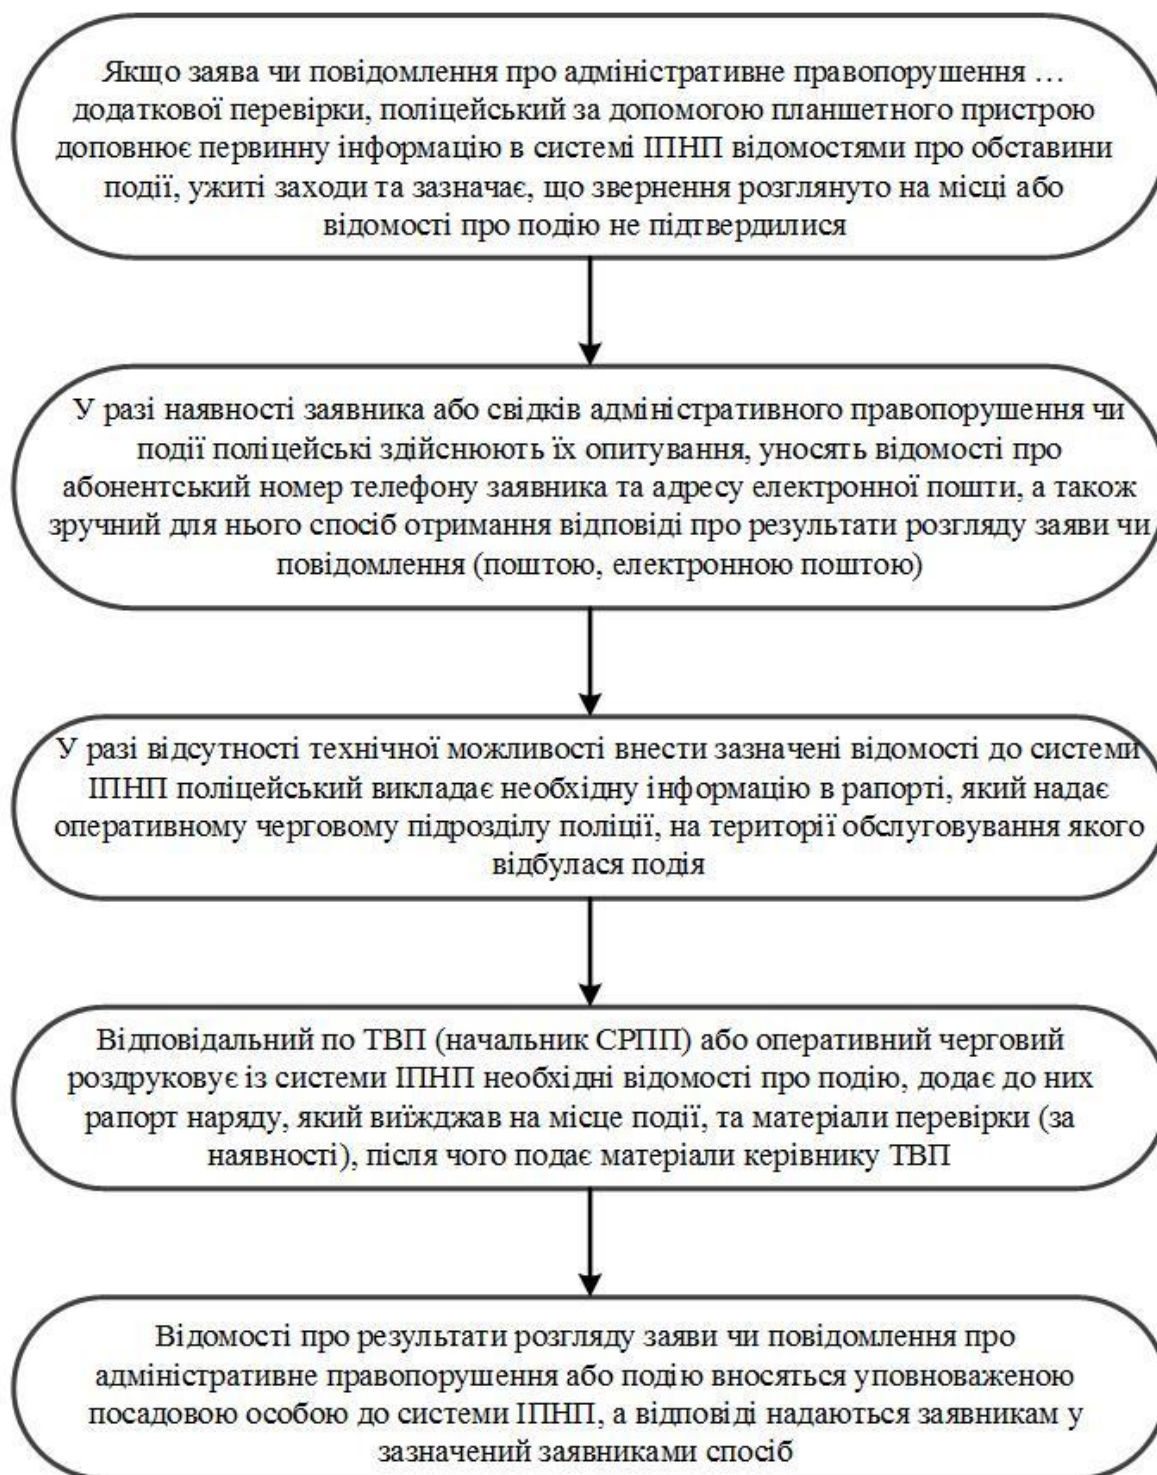 Якщо заява чи повідомлення про адміністративне правопорушення …
додаткової перевірки, поліцейський за допомогою планшетного пристрою
доповнює первинну інформацію в системі ІПНП відомостями про обставини
події, ужиті заходи та зазначає, що звернення розглянуто на місці або
відомості про подію не підтвердилися
У разі наявності заявника або свідків адміністративного правопорушення чи
події поліцейські здійснюють їх опитування, уносять відомості про
абонентський номер телефону заявника та адресу електронної пошти, а також
зручний для нього спосіб отримання відповіді про результати розгляду заяви чи
повідомлення (поштою, електронною поштою)
У разі відсутності технічної можливості внести зазначені відомості до системи
ІПНП поліцейський викладає необхідну інформацію в рапорті, який надає
оперативному черговому підрозділу поліції, на території обслуговування якого
відбулася подія
Відповідальний по ТВП (начальник СРПП) або оперативний черговий
роздруковує із системи ІПНП необхідні відомості про подію, додає до них
рапорт наряду, який виїжджав на місце події, та матеріали перевірки (за
наявності), після чого подає матеріали керівнику ТВП
Відомості про результати розгляду заяви чи повідомлення про
адміністративне правопорушення або подію вносяться уповноваженою
посадовою особою до системи ІПНП, а відповіді надаються заявникам у
зазначений заявниками спосіб